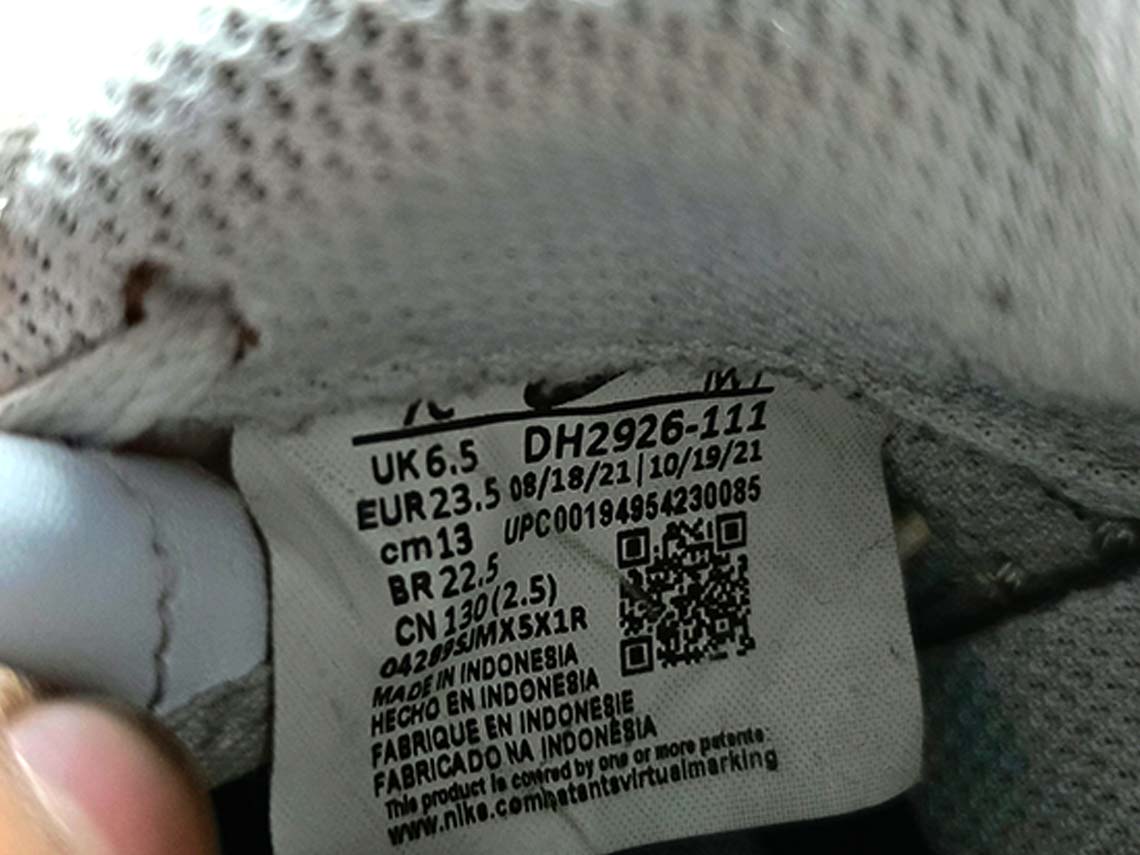 UK 6.5 DH2926-111
EUR 23.5 08/18/21 | 10/19/21
cm 13 UPC 00194954230085
BR 22.5
CN 130 (2.5)
MX5X1R
MADE IN INDONESIA
HECHO EN INDONESIA
FABRIQUE EN INDONESIE
FABRICADO NA INDONÉSIA
This product is covered by one or more patents
www.nike.com/patentsvirtualmarking